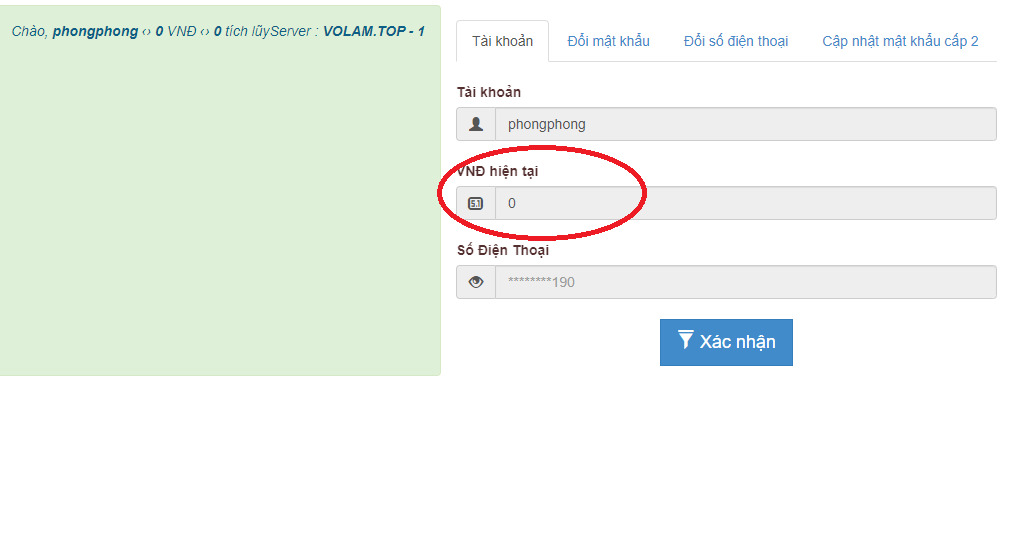 Chào, phongphong ‹› 0 VNĐ ‹› 0 tích lũyServer : VOLAM.TOP - 1
Tài khoản
Đổi mật khẩu
Đổi số điện thoại
Cập nhật mật khẩu cấp 2
Tài khoản
phongphong
VNĐ hiện tại
5.1
0
Số Điện Thoại
********190
Xác nhận